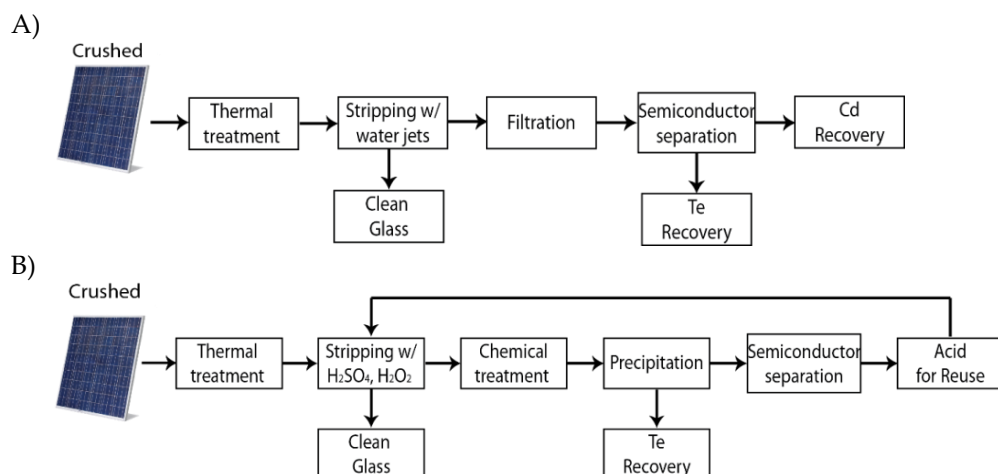 A)
Crushed
Thermal
treatment
Stripping w/
water jets
Filtration
Semiconductor
separation
Cd
Recovery
Clean
Glass
Te
Recovery
B)
Crushed
Thermal
treatment
Stripping w/
H₂SO₄, H₂O₂
Chemical
treatment
Precipitation
Semiconductor
separation
Acid
for Reuse
Clean
Glass
Te
Recovery